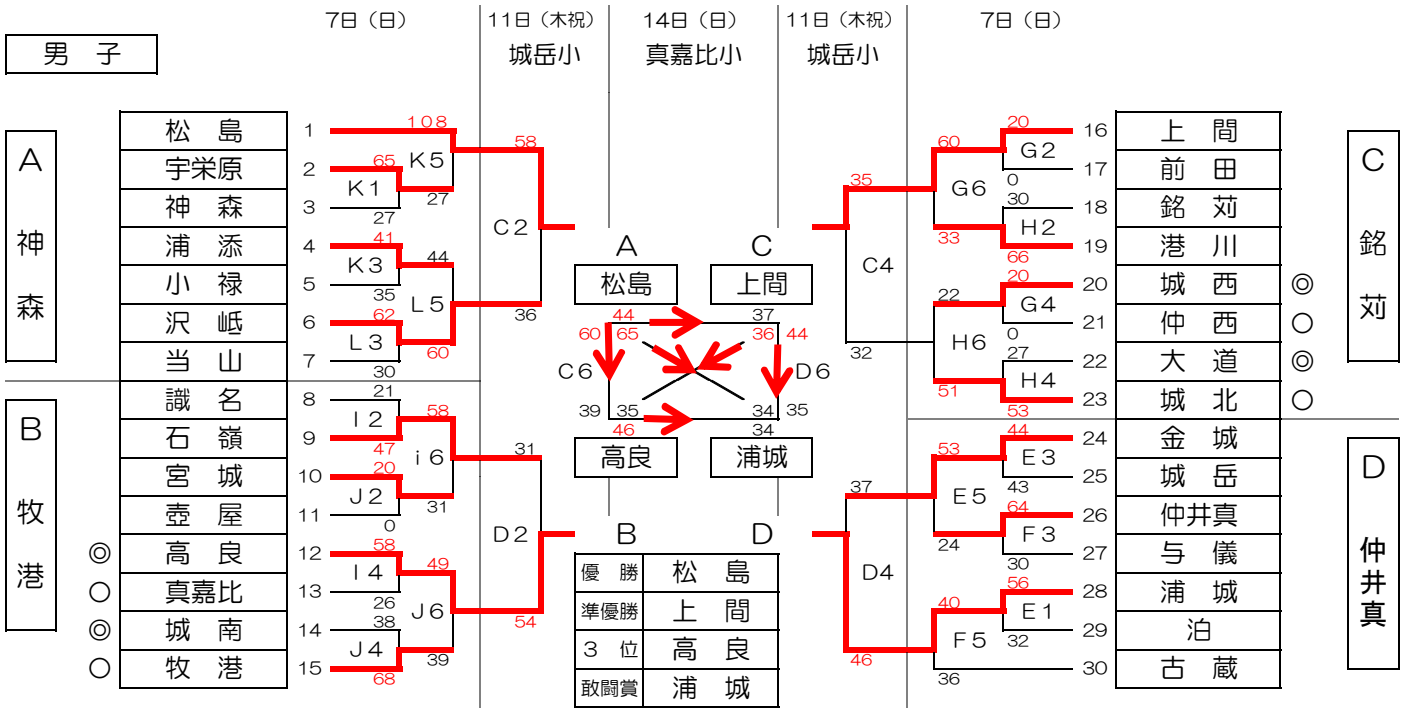 7日（日）
11日（木祝）
14日（日）
11日（木祝）
7日（日）
城岳小
真嘉比小
城岳小
男　子
A
神
森
B
牧
港
松　島 1
宇栄原 2
神　森 3
浦　添 4
小　禄 5
沢　岻 6
当　山 7
識　名 8
石　嶺 9
宮　城 10
壺　屋 11
◎ 高　良 12
○ 真嘉比 13
◎ 城　南 14
○ 牧　港 15
108
K5
27
65
K1
27
41
K3
35
44
L5
60
62
L3
30
58
C2
36
21
I2
47
58
i6
31
20
J2
0
58
I4
26
49
J6
39
38
J4
68
31
D2
54
A
C
松島
上間
44
37
60
65
36
44
C6
D6
39
35
34
35
46
34
高良
浦城
B
D
優　勝 松　島
準優勝 上　間
３　位 高　良
敢闘賞 浦　城
35
C4
32
60
G6
33
20
G2
0
30
H2
66
22
H6
51
20
G4
0
27
H4
53
37
D4
46
53
E5
24
44
E3
43
64
F3
30
40
F5
36
56
E1
32
16 上　間
17 前　田
18 銘　苅
19 港　川
20 城　西 ◎
21 仲　西 ○
22 大　道 ◎
23 城　北 ○
24 金　城
25 城　岳
26 仲井真
27 与　儀
28 浦　城
29 泊
30 古　蔵
C
銘
苅
D
仲
井
真